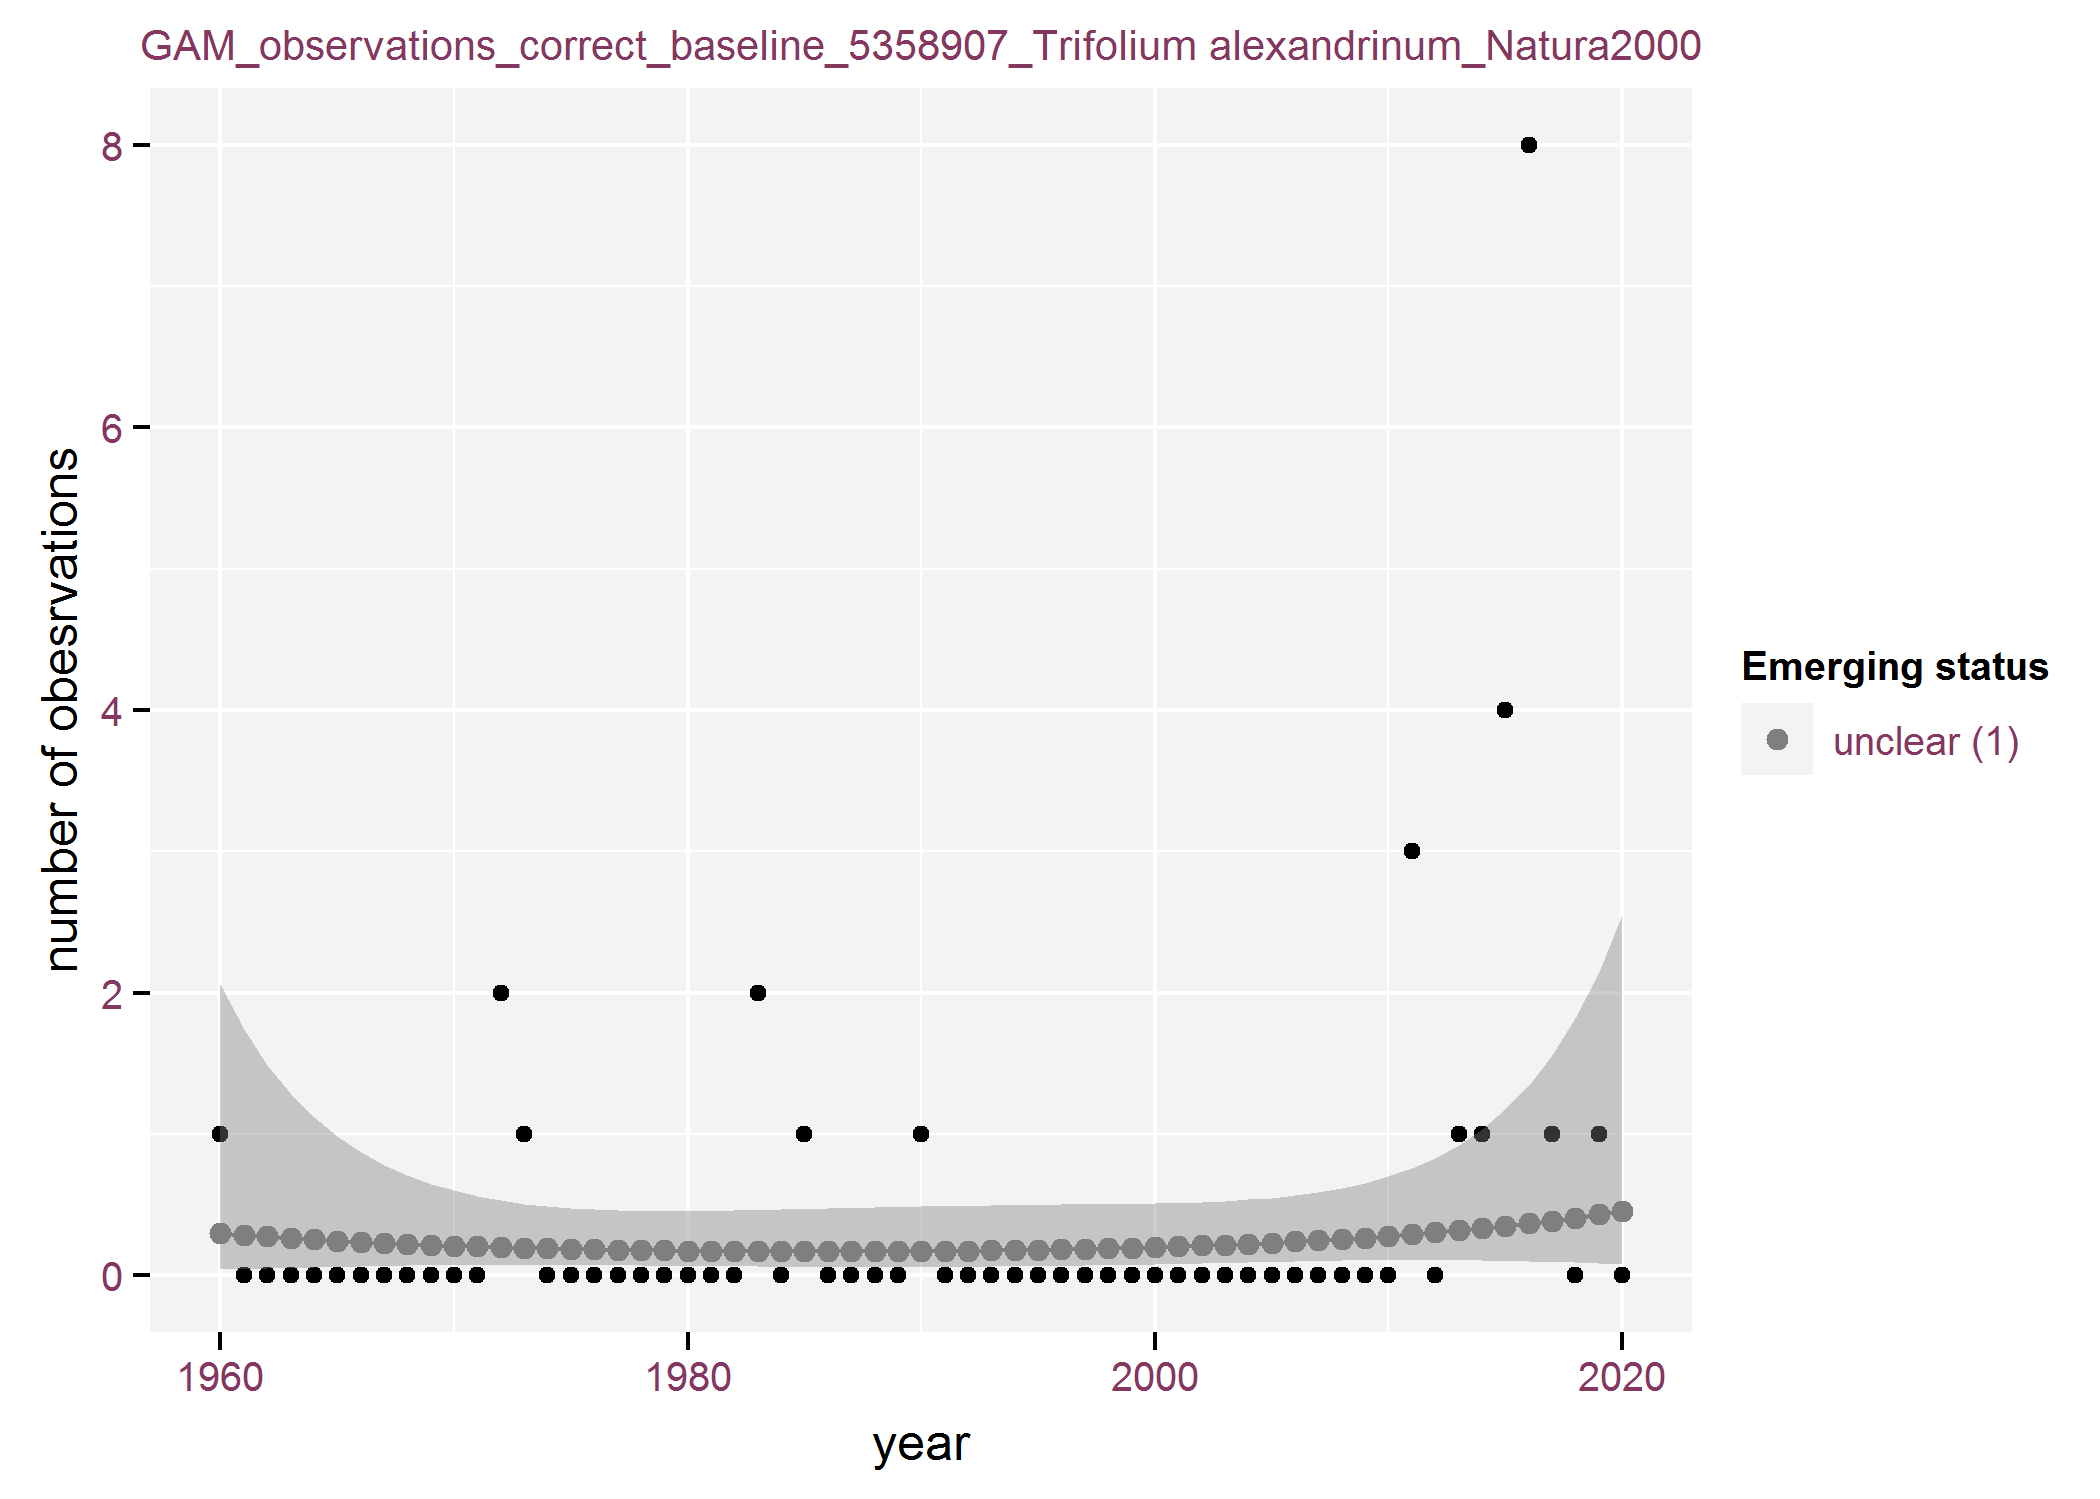 GAM_observations_correct_baseline_5358907_Trifolium alexandrinum_Natura2000
8
6
4
2
0
number of obesrvations
1960
1980
2000
2020
year
Emerging status
unclear (1)